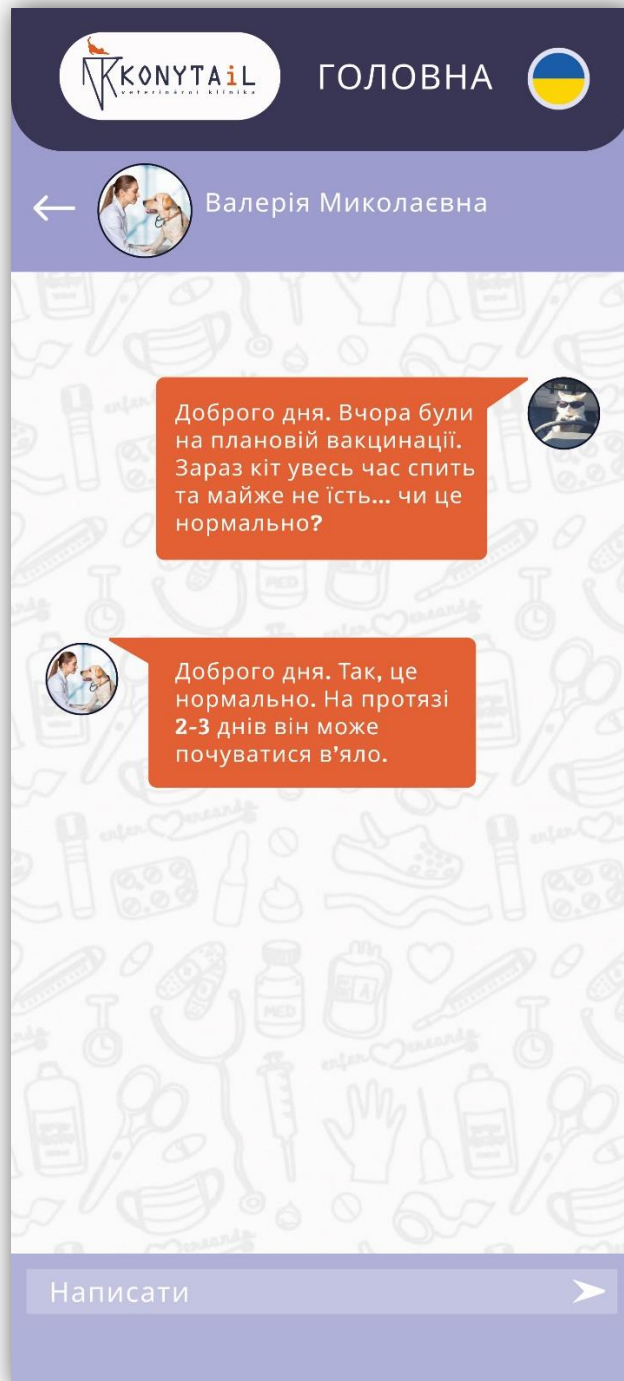 KONYTAiL
veterinarni klinika
ГОЛОВНА
Валерія Миколаєвна
Доброго дня. Вчора були
на плановій вакцинації.
Зараз кіт увесь час спить
та майже не їсть... чи це
нормально?
Доброго дня. Так, це
нормально. На протязі
2-3 днів він може
почуватися в’яло.
Написати